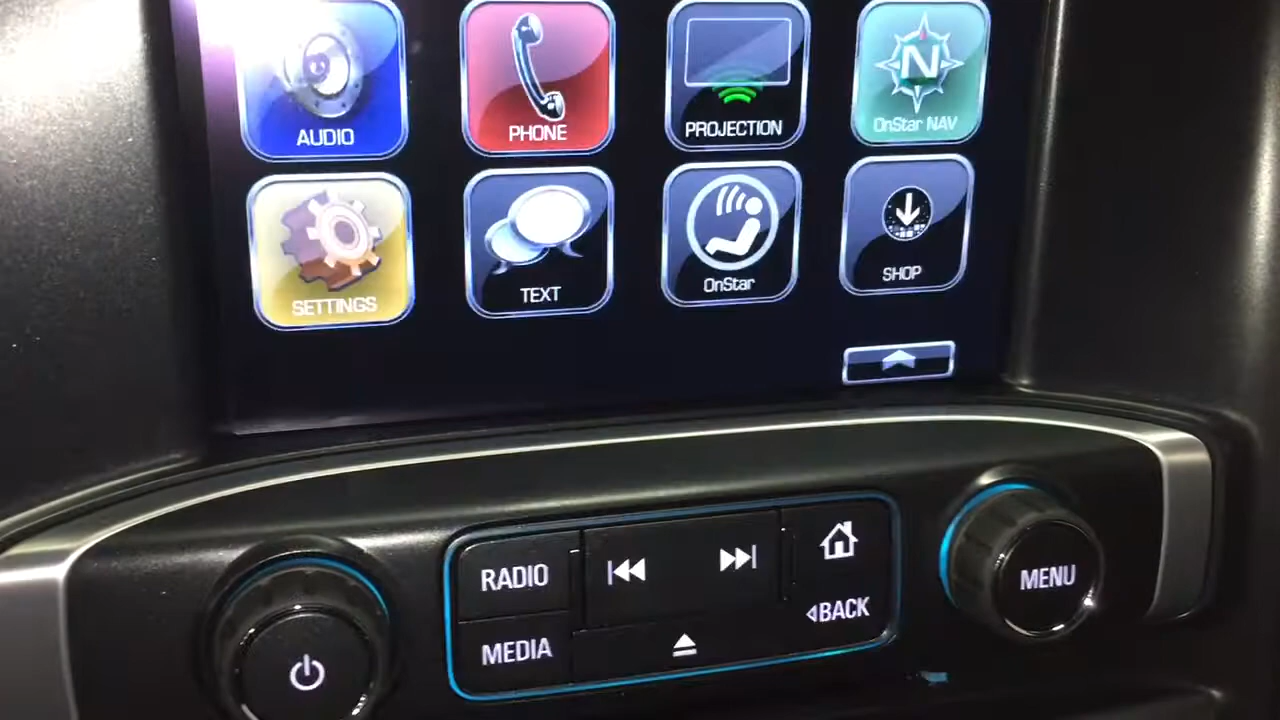 AUDIO
PHONE
PROJECTION
N
OnStar NAV
SETTINGS
TEXT
OnStar
SHOP
RADIO
MEDIA
BACK
MENU